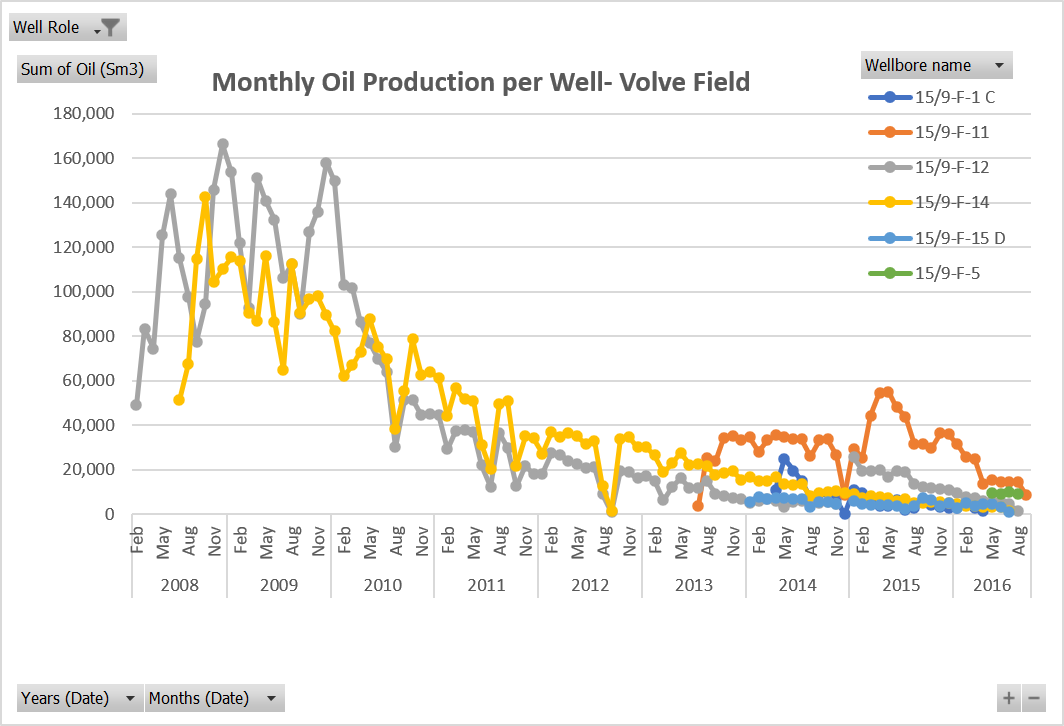 Well Role
Sum of Oil (Sm3)
Monthly Oil Production per Well- Volve Field
Wellbore name
15/9-F-1 C
15/9-F-11
15/9-F-12
15/9-F-14
15/9-F-15 D
15/9-F-5
180,000
160,000
140,000
120,000
100,000
80,000
60,000
40,000
20,000
0
Feb May Aug Nov Feb May Aug Nov Feb May Aug Nov Feb May Aug Nov Feb May Aug Nov Feb May Aug Nov Feb May Aug Nov Feb May Aug Nov Feb May Aug
2008 2009 2010 2011 2012 2013 2014 2015 2016
Years (Date) Months (Date) + −